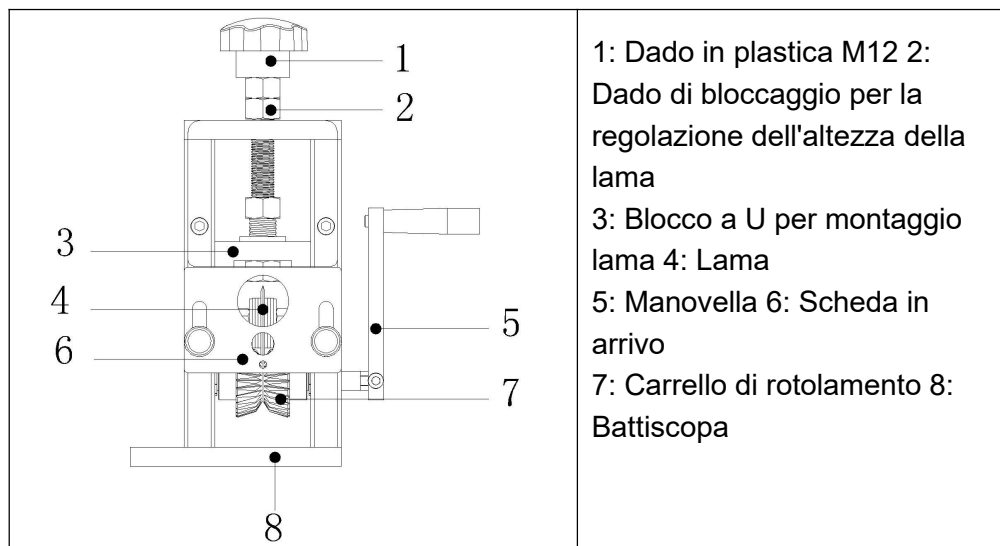 1
2
3
4
5
6
7
8
1: Dado in plastica M12 2:
Dado di bloccaggio per la
regolazione dell'altezza della
lama
3: Blocco a U per montaggio
lama 4: Lama
5: Manovella 6: Scheda in
arrivo
7: Carrello di rotolamento 8:
Battiscopa